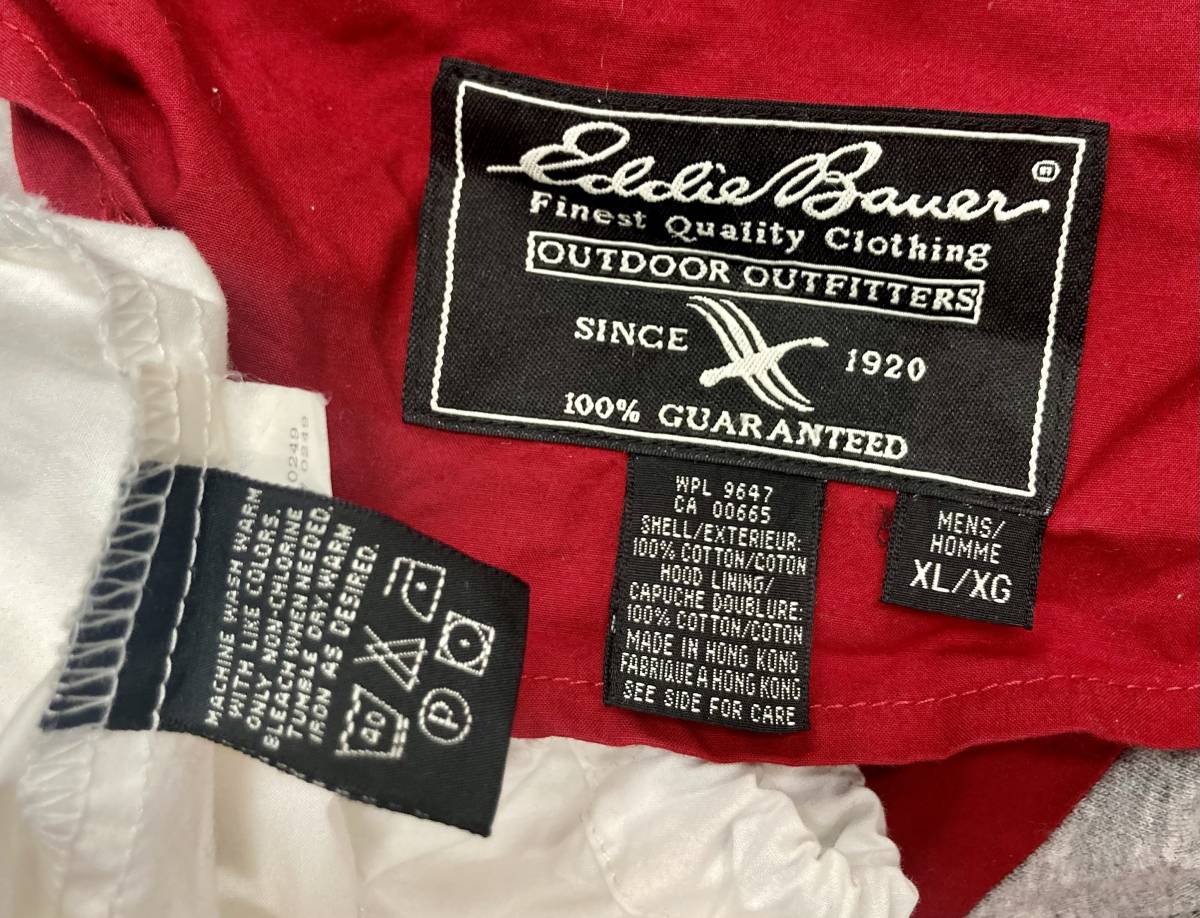 Eddie Bauer ®
Finest Quality Clothing
OUTDOOR OUTFITTERS
SINCE 1920
100% GUARANTEED
WPL 9647
CA 00665
SHELL/EXTERIEUR:
100% COTTON/COTON
HOOD LINING/
CAPUCHE DOUBLURE:
100% COTTON/COTON
MADE IN HONG KONG
FABRIQUE A HONG KONG
SEE SIDE FOR CARE
MENS/
HOMME
XL/XG
0249
0249
MACHINE WASH WARM
WITH LIKE COLORS.
ONLY NON-CHLORINE
BLEACH WHEN NEEDED.
TUMBLE DRY/WARM
IRON AS DESIRED.
40
P